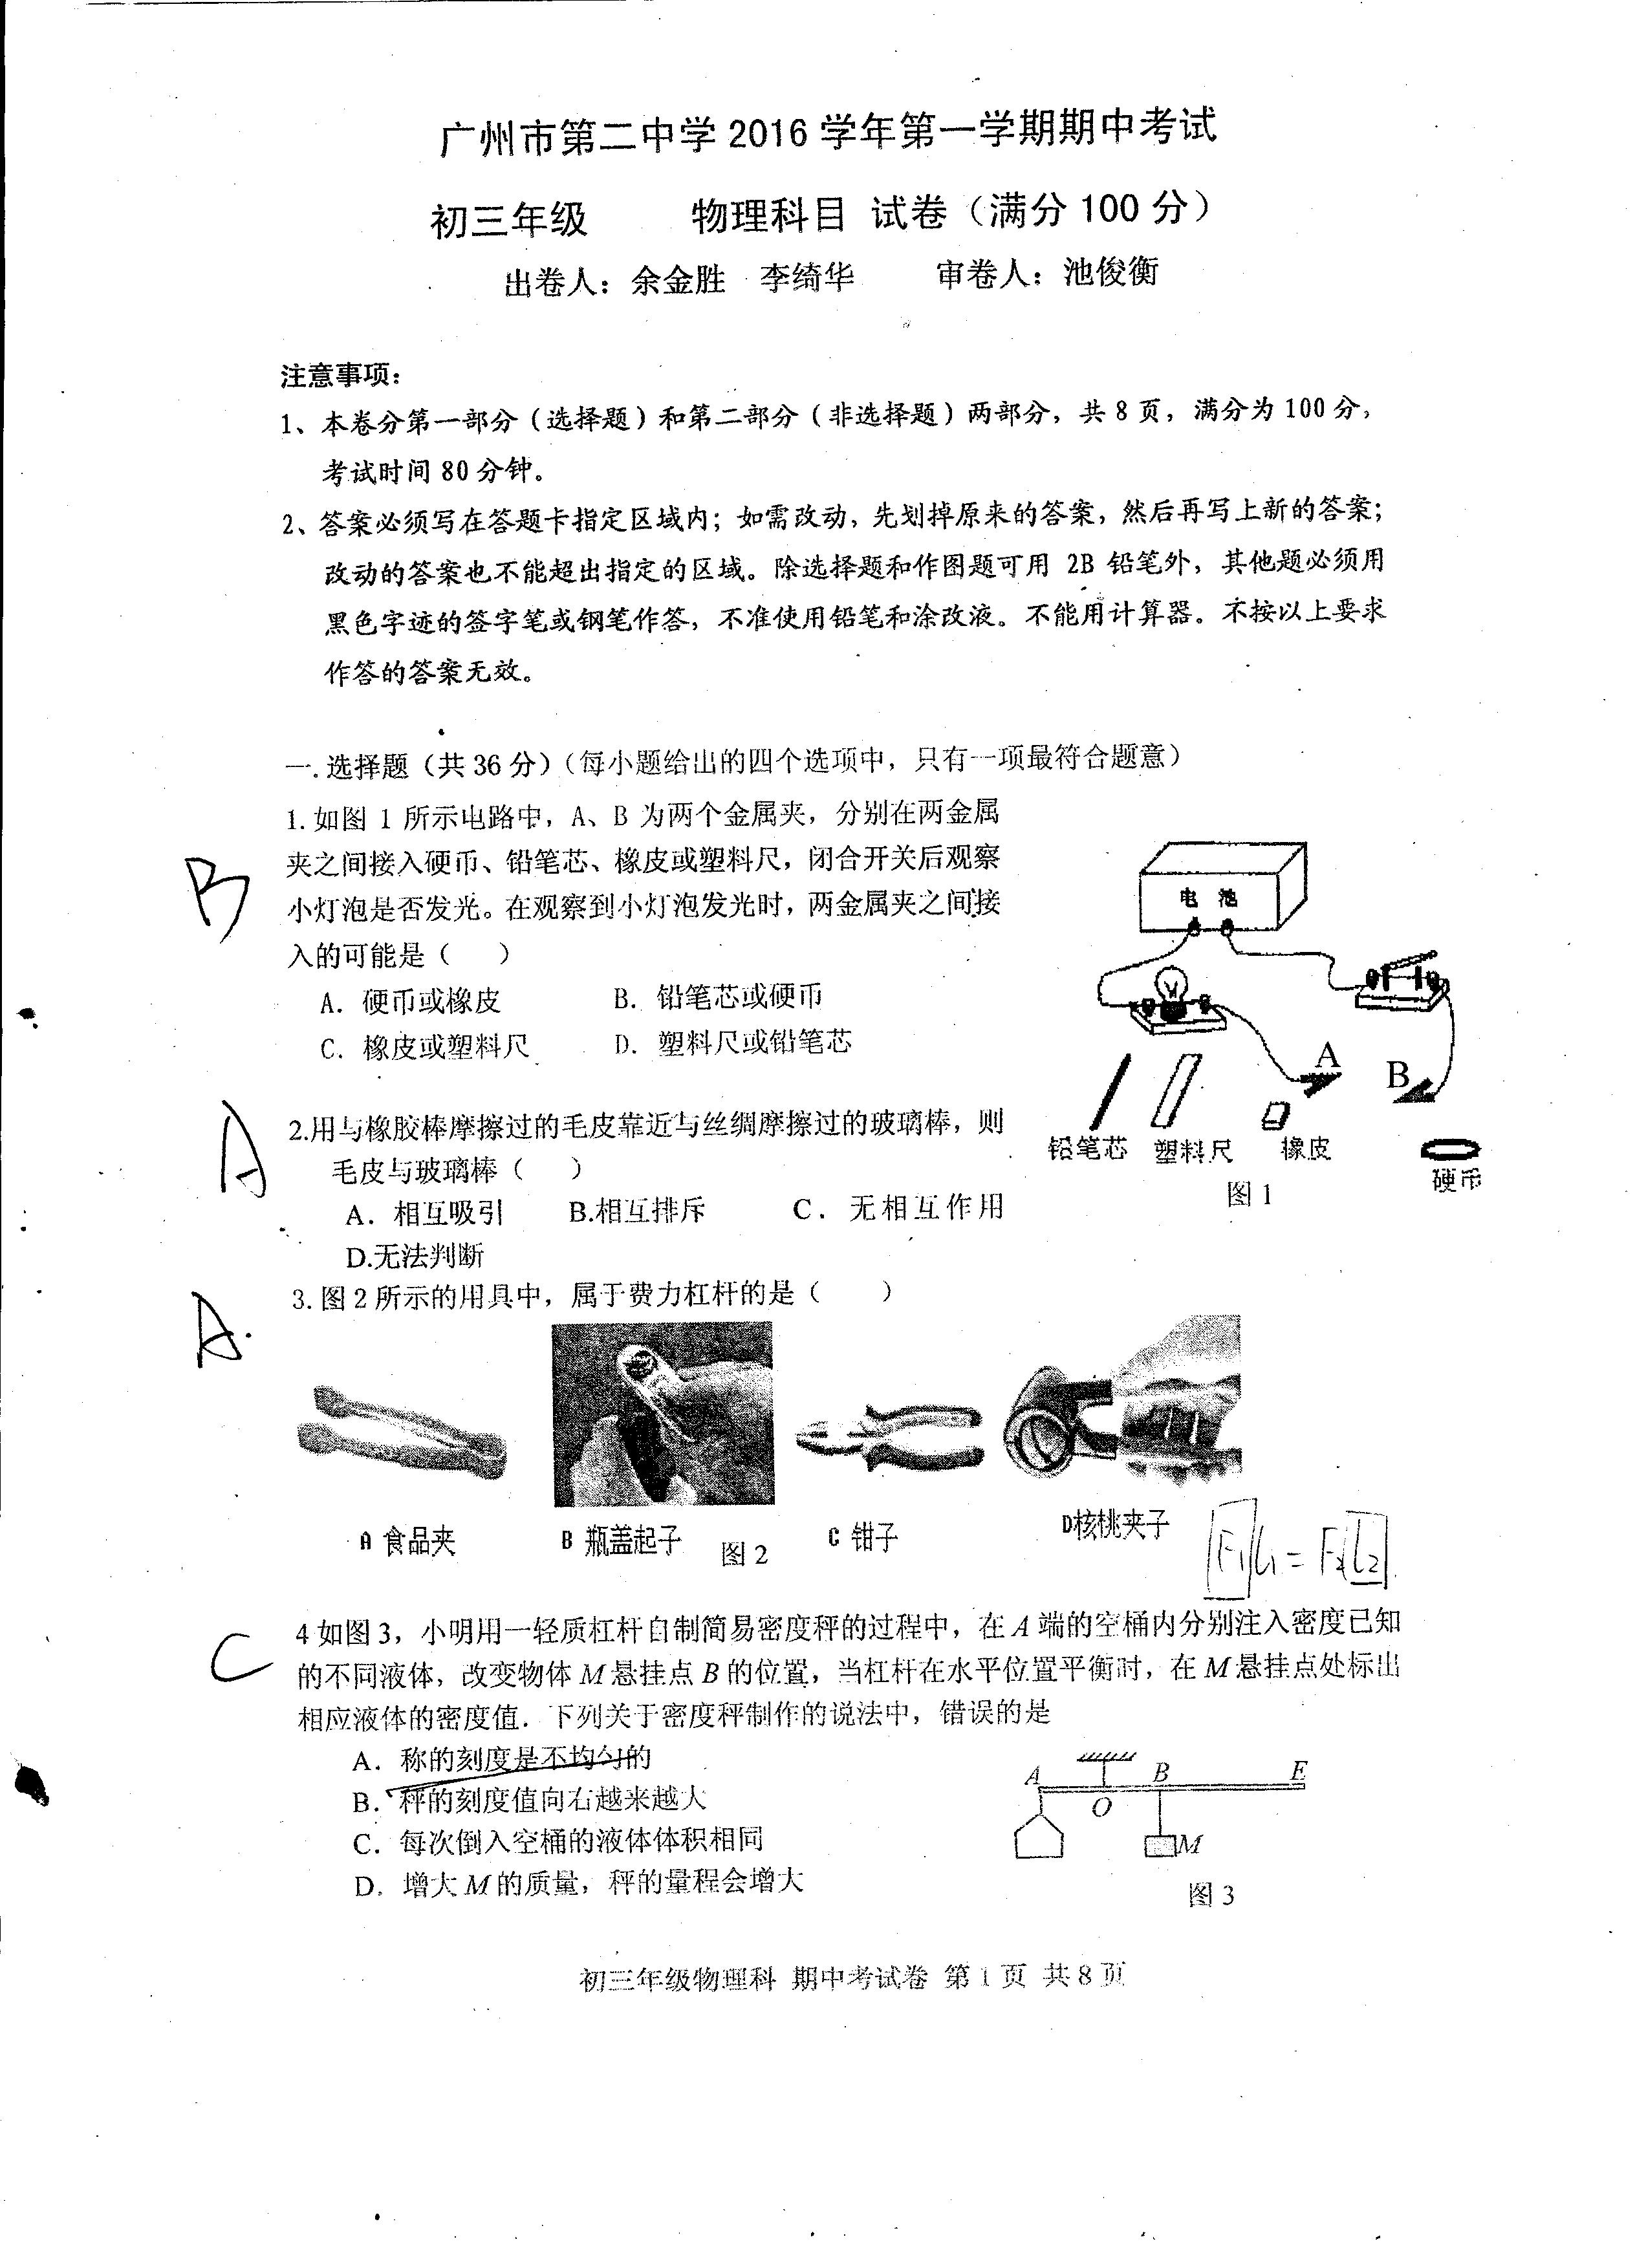 广州市第二中学2016学年第一学期期中考试
初三年级 物理科目 试卷（满分100分）
出卷人：余金胜 李绮华 审卷人：池俊衡
注意事项：
1、本卷分第一部分（选择题）和第二部分（非选择题）两部分，共8页，满分为100分，
考试时间80分钟。
2、答案必须写在答题卡指定区域内；如需改动，先划掉原来的答案，然后再写上新的答案；
改动的答案也不能超出指定的区域。除选择题和作图题可用 2B 铅笔外，其他题必须用
黑色字迹的签字笔或钢笔作答，不准使用铅笔和涂改液。不能用计算器。不按以上要求
作答的答案无效。
一.选择题（共36分）（每小题给出的四个选项中，只有一项最符合题意）
1.如图 1 所示电路中，A、B 为两个金属夹，分别在两金属
夹之间接入硬币、铅笔芯、橡皮或塑料尺，闭合开关后观察
小灯泡是否发光。在观察到小灯泡发光时，两金属夹之间接
入的可能是（ ）
B
A．硬币或橡皮 B．铅笔芯或硬币
C．橡皮或塑料尺 D．塑料尺或铅笔芯
电 池
A B
铅笔芯 塑料尺 橡皮
硬币
图 1
2.用与橡胶棒摩擦过的毛皮靠近与丝绸摩擦过的玻璃棒，则
毛皮与玻璃棒（ ）
A
A．相互吸引 B.相互排斥 C．无相互作用
D.无法判断
3.图 2 所示的用具中，属于费力杠杆的是（ ）
A.
A 食品夹 B 瓶盖起子 C 钳子 D核桃夹子
图 2
F₁l₁=F₂l₂
4如图 3，小明用一轻质杠杆自制简易密度秤的过程中，在 A 端的空桶内分别注入密度已知
的不同液体，改变物体 M 悬挂点 B 的位置，当杠杆在水平位置平衡时，在 M 悬挂点处标出
相应液体的密度值．下列关于密度秤制作的说法中，错误的是
C
A．称的刻度是不均匀的
B．秤的刻度值向右越来越大
C．每次倒入空桶的液体体积相同
D．增大 M 的质量，秤的量程会增大
A B E
O
M
图 3
初三年级物理科 期中考试卷 第 1 页 共 8 页